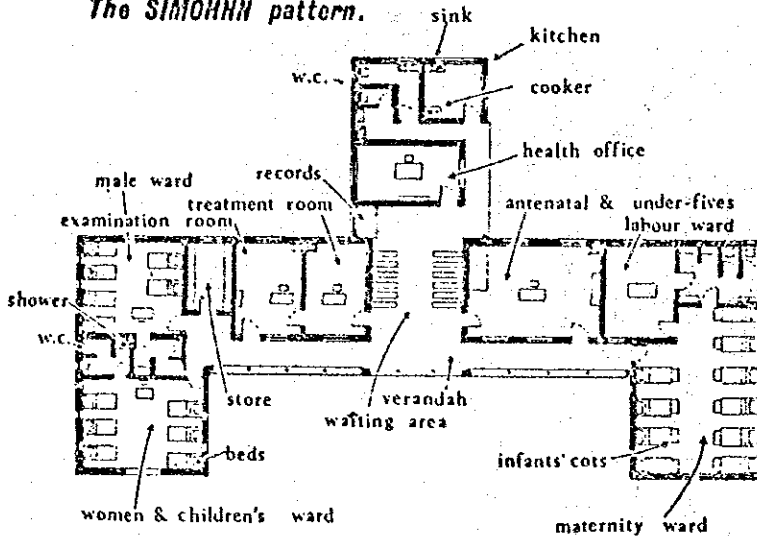 The SIMOHNN pattern.
sink
kitchen
w.c.
cooker
health office
records
male ward
treatment room
examination room
antenatal & under-fives
labour ward
shower
w.c.
store
verandah
waiting area
beds
infants' cots
women & children's ward
maternity ward